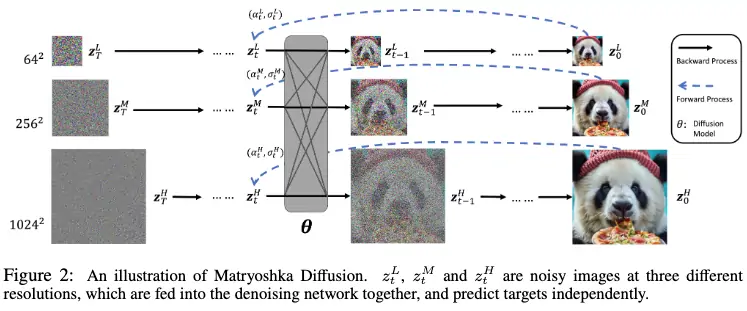 (α_t^L, σ_t^L)
64² z_T^L … … z_t^L z_{t−1}^L … … z_0^L
Backward Process
Forward Process
θ: Diffusion Model
(α_t^M, σ_t^M)
256² z_T^M … … z_t^M z_{t−1}^M … … z_0^M
(α_t^H, σ_t^H)
1024² z_T^H … … z_t^H z_{t−1}^H … … z_0^H
θ
Figure 2: An illustration of Matryoshka Diffusion. z_t^L, z_t^M and z_t^H are noisy images at three different
resolutions, which are fed into the denoising network together, and predict targets independently.